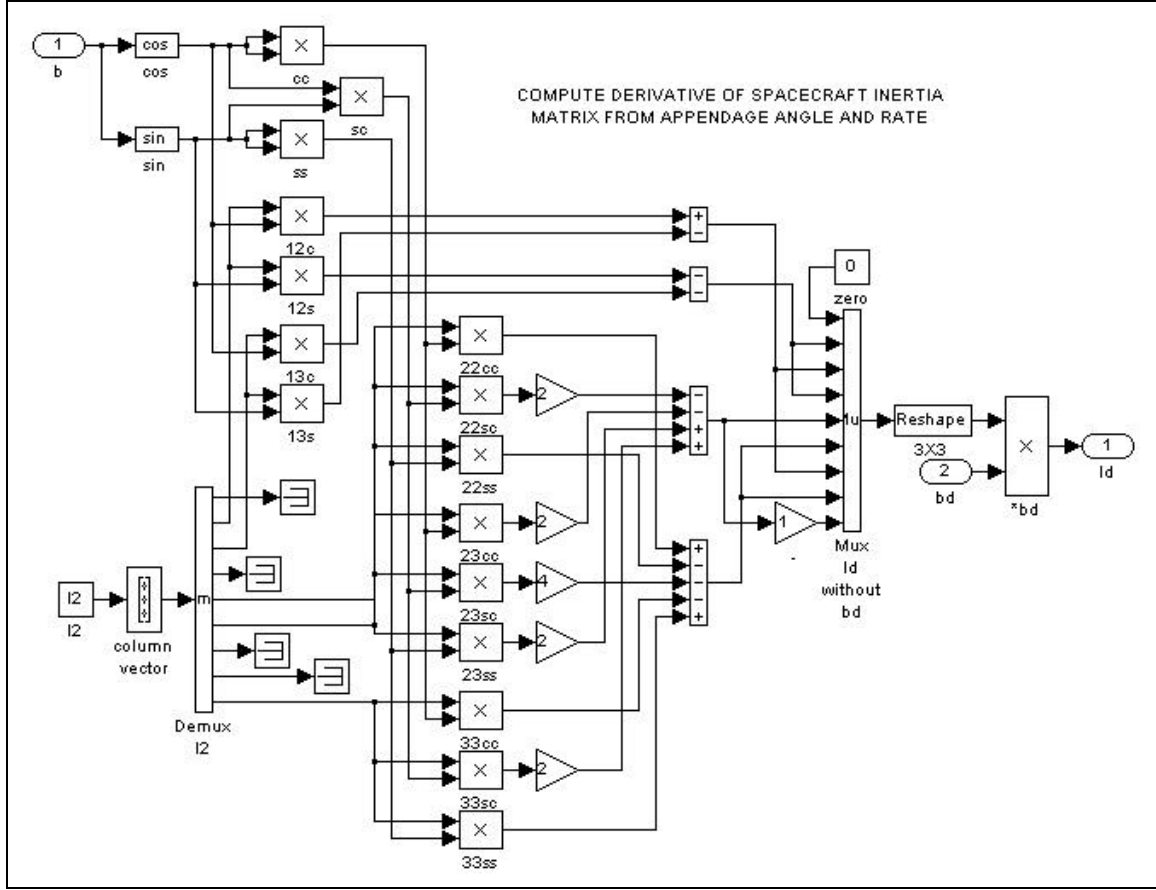 COMPUTE DERIVATIVE OF SPACECRAFT INERTIA
MATRIX FROM APPENDAGE ANGLE AND RATE
1
b
cos
cos
sin
sin
cc
sc
ss
12c
12s
13c
13s
22cc
22sc
22ss
23cc
23sc
23ss
33cc
33sc
33ss
2
2
4
2
2
I2
I2
column
vector
m
Demux
I2
0
zero
1
-
Mux
Id
without
bd
Reshape
3X3
2
bd
*bd
1
Id